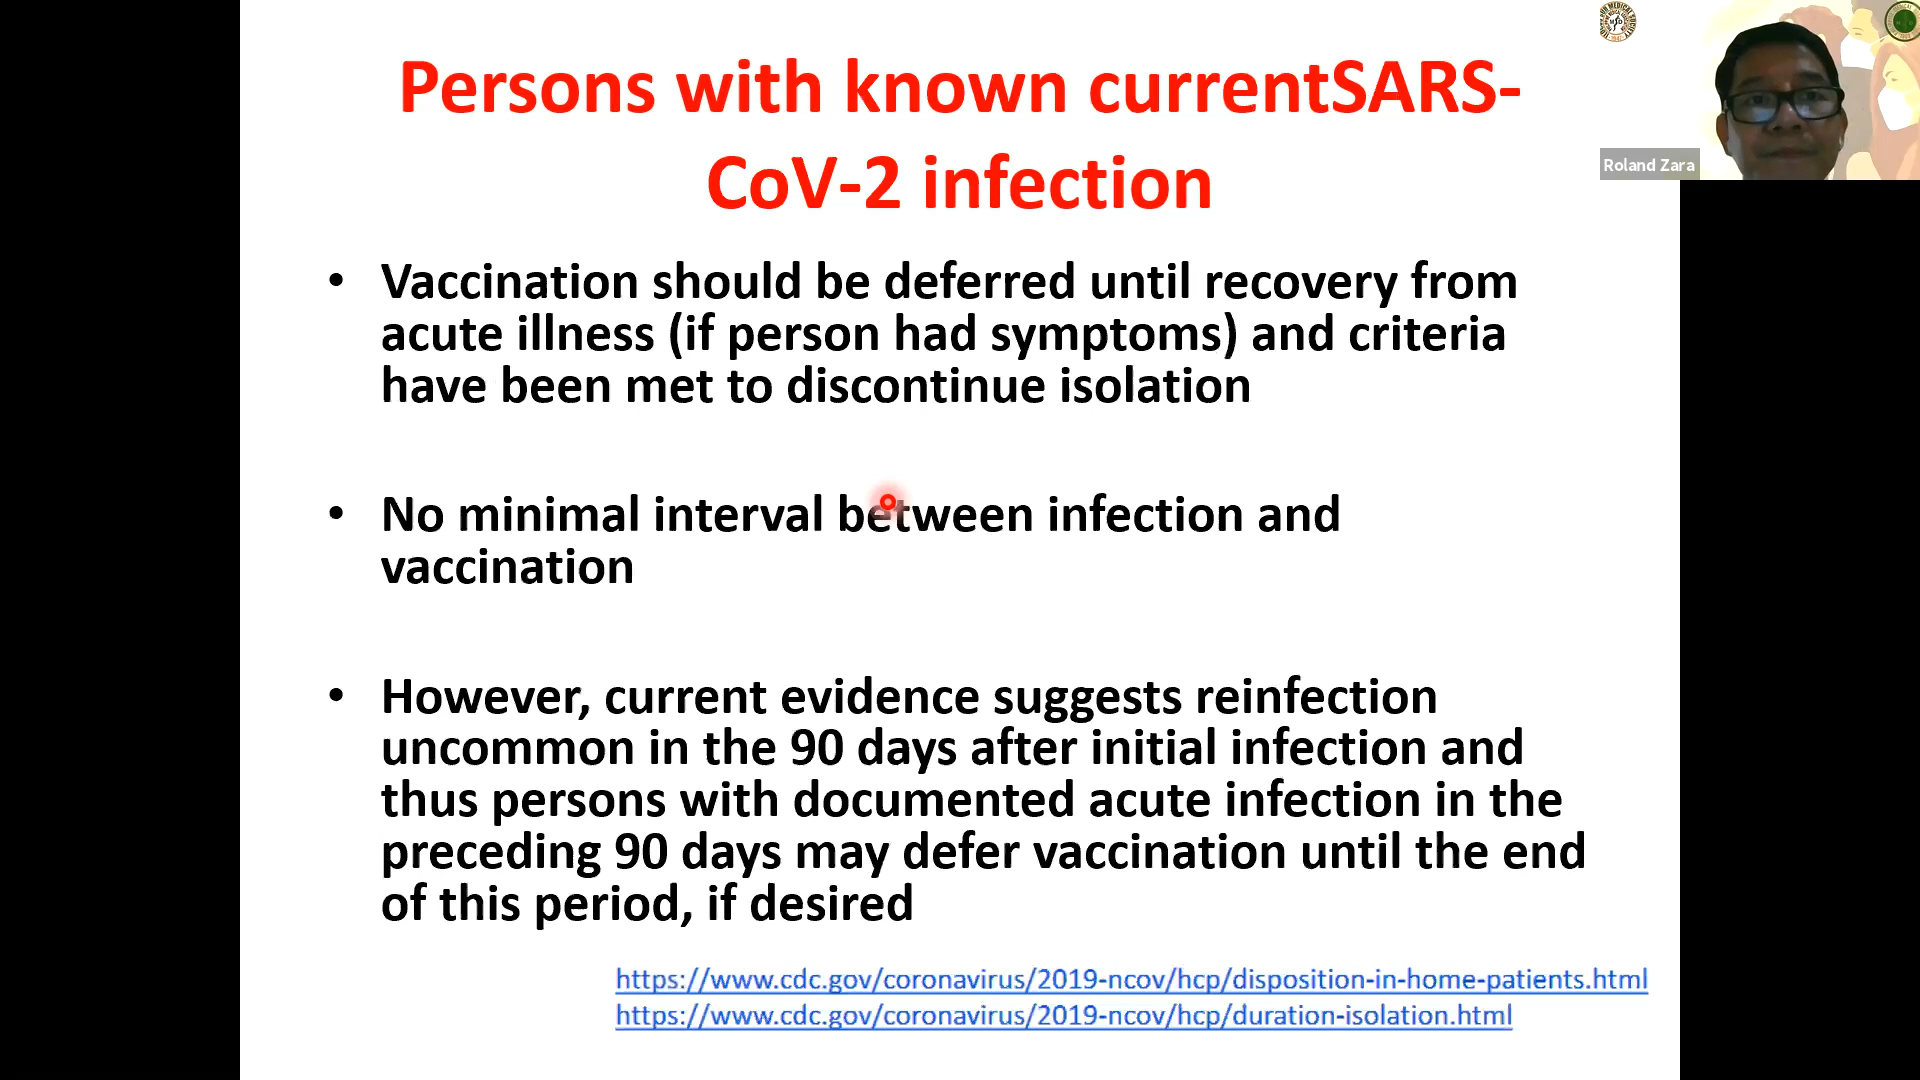 Persons with known currentSARS-
CoV-2 infection
Roland Zara
• Vaccination should be deferred until recovery from
acute illness (if person had symptoms) and criteria
have been met to discontinue isolation
• No minimal interval between infection and
vaccination
• However, current evidence suggests reinfection
uncommon in the 90 days after initial infection and
thus persons with documented acute infection in the
preceding 90 days may defer vaccination until the end
of this period, if desired
https://www.cdc.gov/coronavirus/2019-ncov/hcp/disposition-in-home-patients.html
https://www.cdc.gov/coronavirus/2019-ncov/hcp/duration-isolation.html